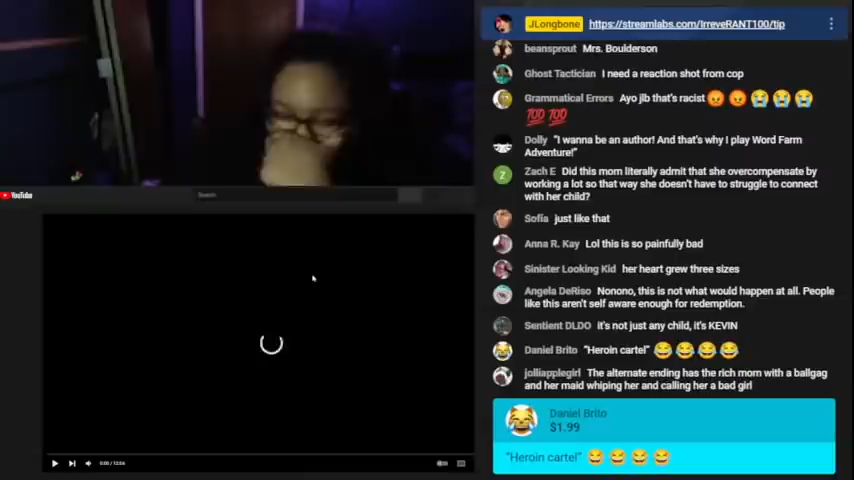 JLongbone https://streamlabs.com/IrreveRANT100/tip
beansprout Mrs. Boulderson
Ghost Tactician I need a reaction shot from cop
Grammatical Errors Ayo jlb that's racist 😡 😡 😭 😭 😭
💯 💯
Dolly "I wanna be an author! And that's why I play Word Farm
Adventure!"
Z Zach E Did this mom literally admit that she overcompensate by
working a lot so that way she doesn't have to struggle to connect
with her child?
Sofía just like that
Anna R. Kay Lol this is so painfully bad
Sinister Looking Kid her heart grew three sizes
Angela DeRiso Nonono, this is not what would happen at all. People
like this aren't self aware enough for redemption.
Sentient DLDO it's not just any child, it's KEVIN
Daniel Brito "Heroin cartel" 😂 😂 😂 😂
jolliapplegirl The alternate ending has the rich mom with a ballgag
and her maid whiping her and calling her a bad girl
Daniel Brito
$1.99
"Heroin cartel" 😂 😂 😂 😂
YouTube
Search